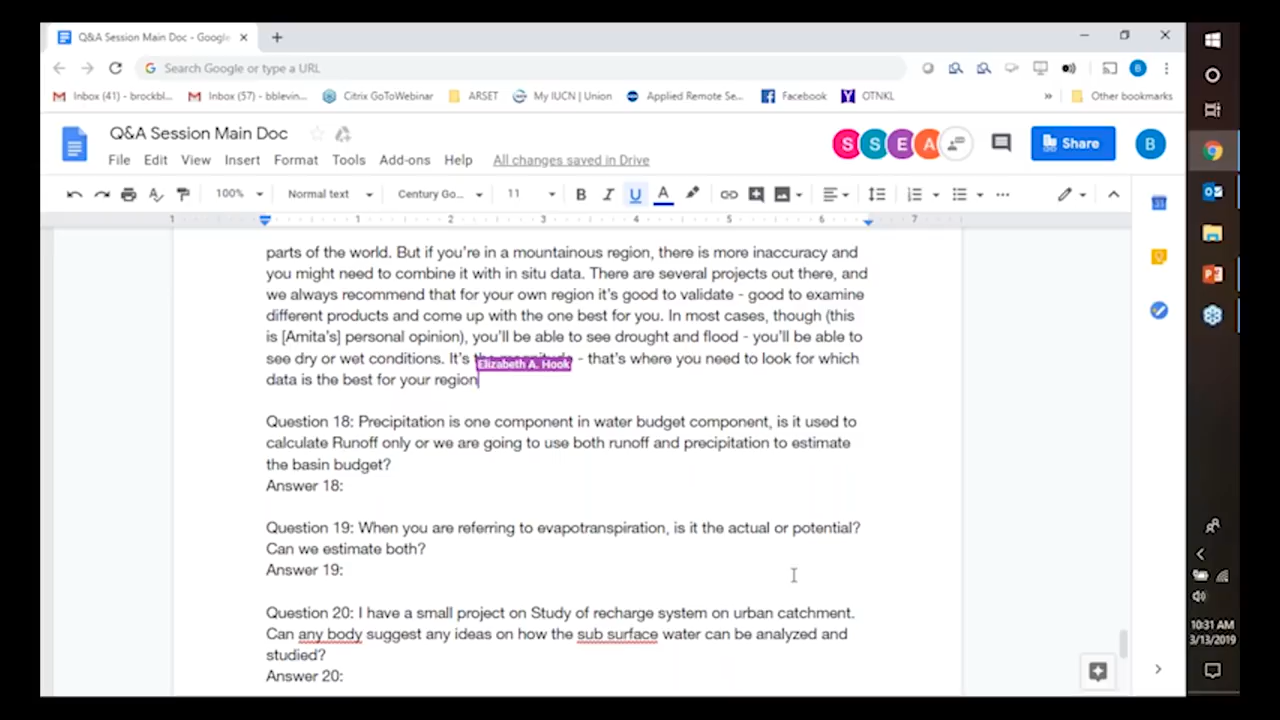 Q&A Session Main Doc - Google
Search Google or type a URL
B
Inbox (41) - brockbl...
Inbox (57) - bblevin...
Citrix GoToWebinar
ARSET
My IUCN | Union
Applied Remote Se...
Facebook
OTNKL
»
Other bookmarks
Q&A Session Main Doc
S
S
E
A
Share
B
File
Edit
View
Insert
Format
Tools
Add-ons
Help
All changes saved in Drive
100%
Normal text
Century Go...
11
B
I
U
A
1 1 2 3 4 5 6 7
parts of the world. But if you're in a mountainous region, there is more inaccuracy and
you might need to combine it with in situ data. There are several projects out there, and
we always recommend that for your own region it's good to validate - good to examine
different products and come up with the one best for you. In most cases, though (this
is [Amita's] personal opinion), you'll be able to see drought and flood - you'll be able to
see dry or wet conditions. It's the magnitude - that's where you need to look for which
Elizabeth A. Hook
data is the best for your region
Question 18: Precipitation is one component in water budget component, is it used to
calculate Runoff only or we are going to use both runoff and precipitation to estimate
the basin budget?
Answer 18:
Question 19: When you are referring to evapotranspiration, is it the actual or potential?
Can we estimate both?
Answer 19:
Question 20: I have a small project on Study of recharge system on urban catchment.
Can any body suggest any ideas on how the sub surface water can be analyzed and
studied?
Answer 20:
31
10:31 AM
3/13/2019